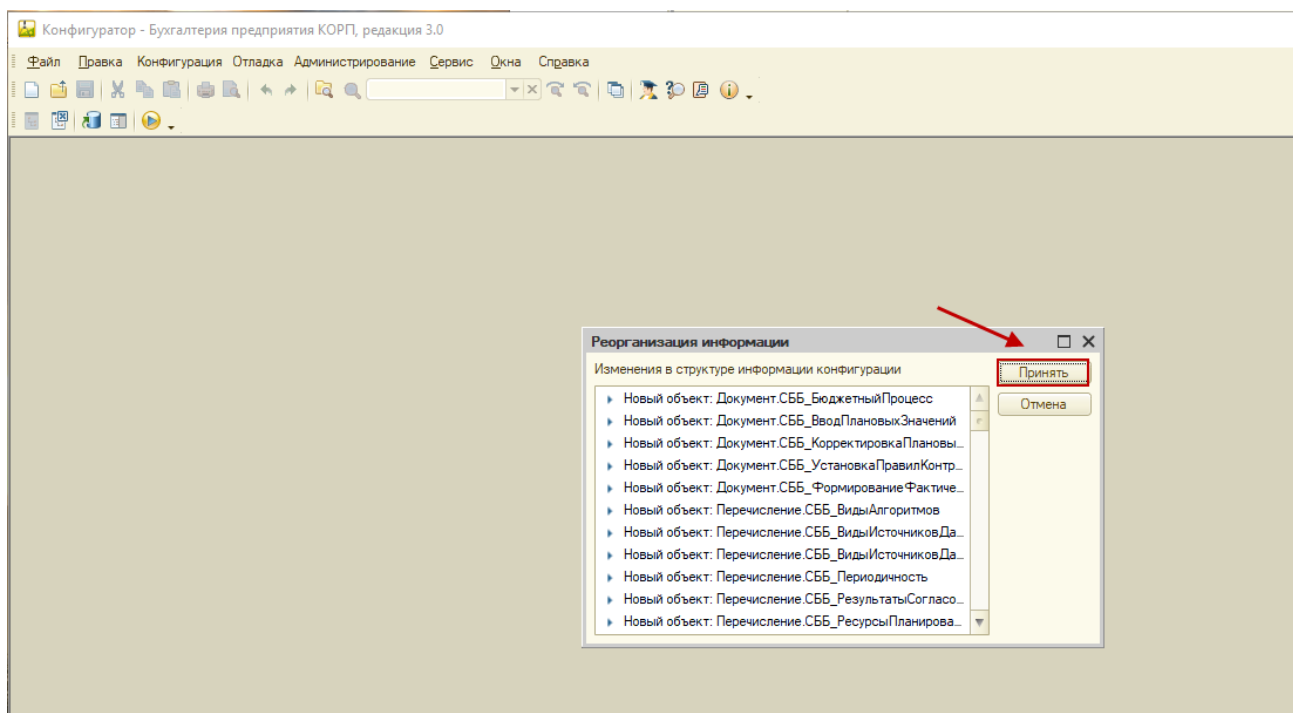 Конфигуратор - Бухгалтерия предприятия КОРП, редакция 3.0
Файл Правка Конфигурация Отладка Администрирование Сервис Окна Справка
Реорганизация информации
Изменения в структуре информации конфигурации
Принять
Новый объект: Документ.СББ_БюджетныйПроцесс
Отмена
Новый объект: Документ.СББ_ВводПлановыхЗначений
Новый объект: Документ.СББ_КорректировкаПлановы...
Новый объект: Документ.СББ_УстановкаПравилКонтр...
Новый объект: Документ.СББ_ФормированиеФактиче...
Новый объект: Перечисление.СББ_ВидыАлгоритмов
Новый объект: Перечисление.СББ_ВидыИсточниковДа...
Новый объект: Перечисление.СББ_ВидыИсточниковДа...
Новый объект: Перечисление.СББ_Периодичность
Новый объект: Перечисление.СББ_РезультатыСогласо...
Новый объект: Перечисление.СББ_РесурсыПланирова...